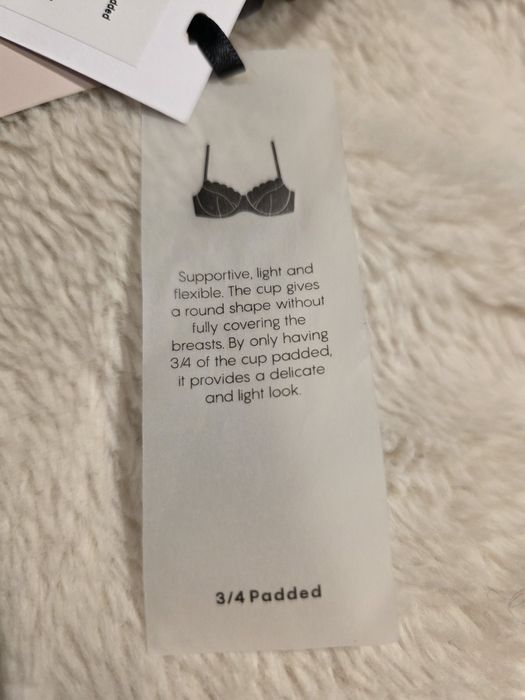 added
Supportive, light and
flexible. The cup gives
a round shape without
fully covering the
breasts. By only having
3/4 of the cup padded,
it provides a delicate
and light look.
3/4 Padded